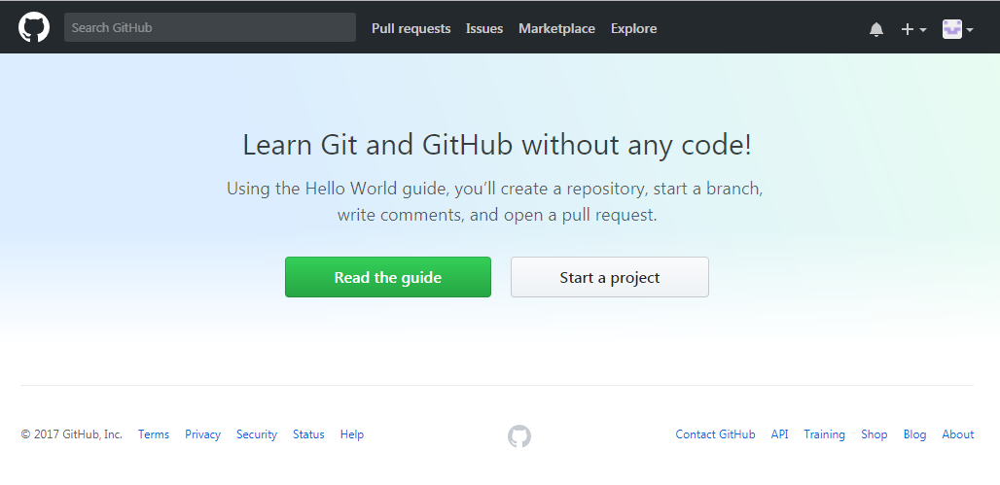 Search GitHub Pull requests Issues Marketplace Explore
Learn Git and GitHub without any code!
Using the Hello World guide, you’ll create a repository, start a branch,
write comments, and open a pull request.
Read the guide Start a project
© 2017 GitHub, Inc. Terms Privacy Security Status Help Contact GitHub API Training Shop Blog About